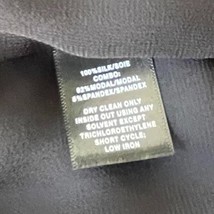 100%SILK/SOIE
COMBO:
92%MODAL/MODAL
8%SPANDEX/SPANDEX
DRY CLEAN ONLY
INSIDE OUT USING ANY
SOLVENT EXCEPT
TRICHLOROETHYLENE
SHORT CYCLE;
LOW IRON